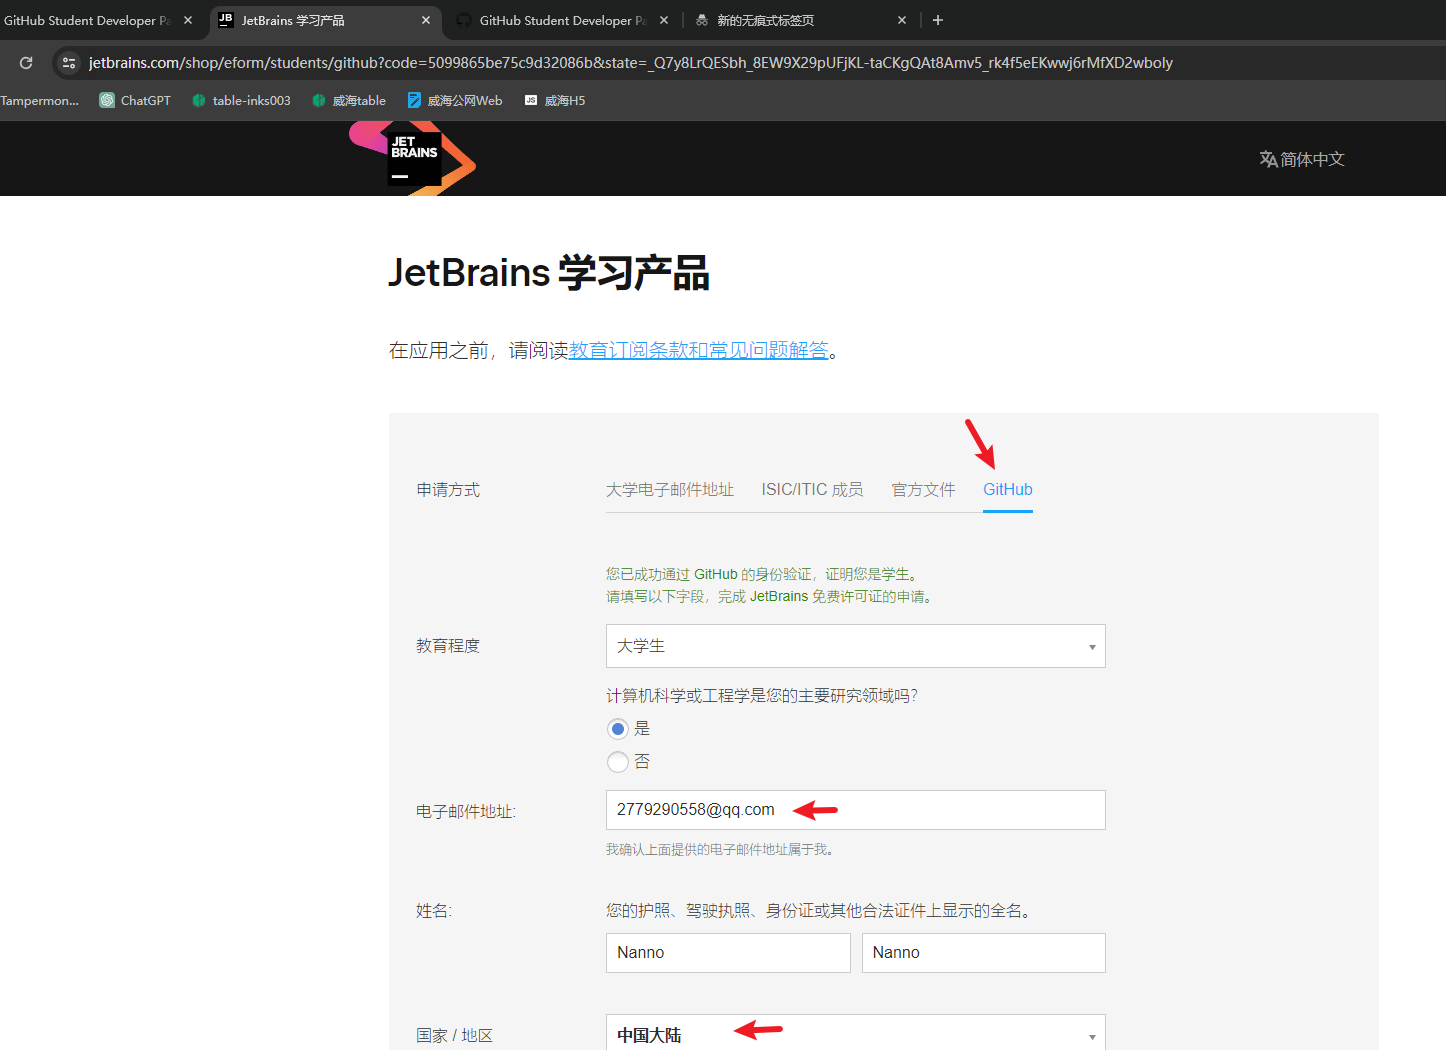 GitHub Student Developer Pa
JetBrains 学习产品
GitHub Student Developer Pa
新的无痕式标签页
jetbrains.com/shop/eform/students/github?code=5099865be75c9d32086b&state=_Q7y8LrQESbh_8EW9X29pUFjKL-taCKgQAt8Amv5_rk4f5eEKwwj6rMfXD2wboly
Tampermon...
ChatGPT
table-inks003
威海table
威海公网Web
JS
威海H5
JET
BRAINS
简体中文
JetBrains 学习产品
在应用之前，请阅读教育订阅条款和常见问题解答。
申请方式
大学电子邮件地址
ISIC/ITIC 成员
官方文件
GitHub
您已成功通过 GitHub 的身份验证，证明您是学生。
请填写以下字段，完成 JetBrains 免费许可证的申请。
教育程度
大学生
计算机科学或工程学是您的主要研究领域吗？
是
否
电子邮件地址:
2779290558@qq.com
我确认上面提供的电子邮件地址属于我。
姓名:
您的护照、驾驶执照、身份证或其他合法证件上显示的全名。
Nanno
Nanno
国家 / 地区
中国大陆